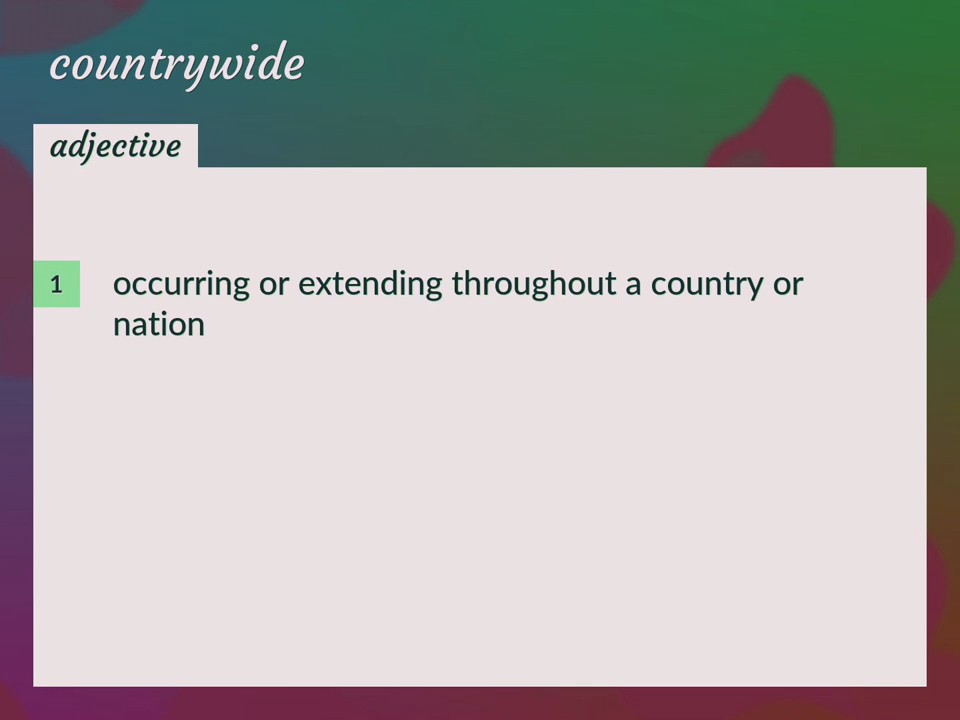 countrywide
adjective
1
occurring or extending throughout a country or
nation